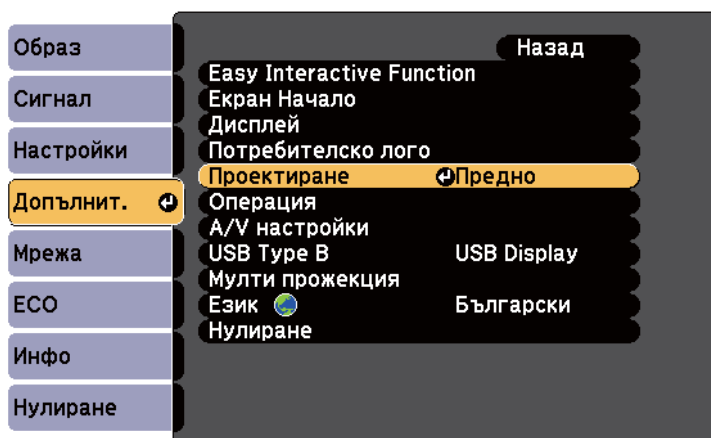 Образ
Сигнал
Настройки
Допълнит.
Мрежа
ECO
Инфо
Нулиране
Назад
Easy Interactive Function
Екран Начало
Дисплей
Потребителско лого
Проектиране Предно
Операция
A/V настройки
USB Type B USB Display
Мулти прожекция
Език Български
Нулиране